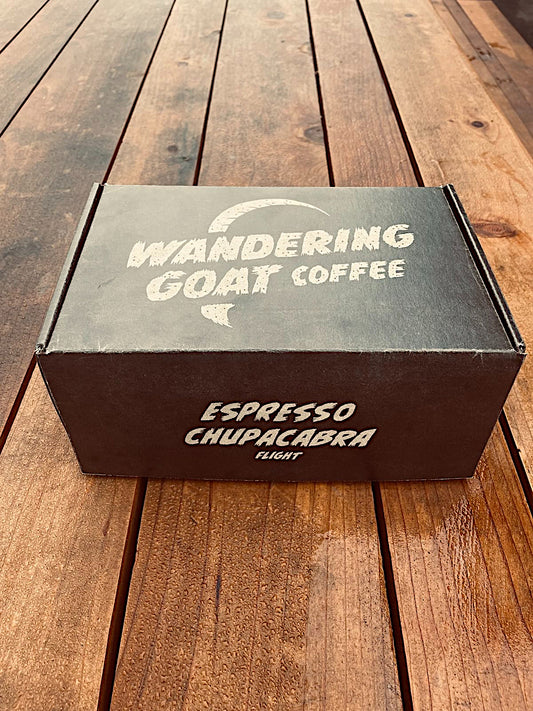 WANDERING
GOAT COFFEE
ESPRESSO
CHUPACABRA
FLIGHT